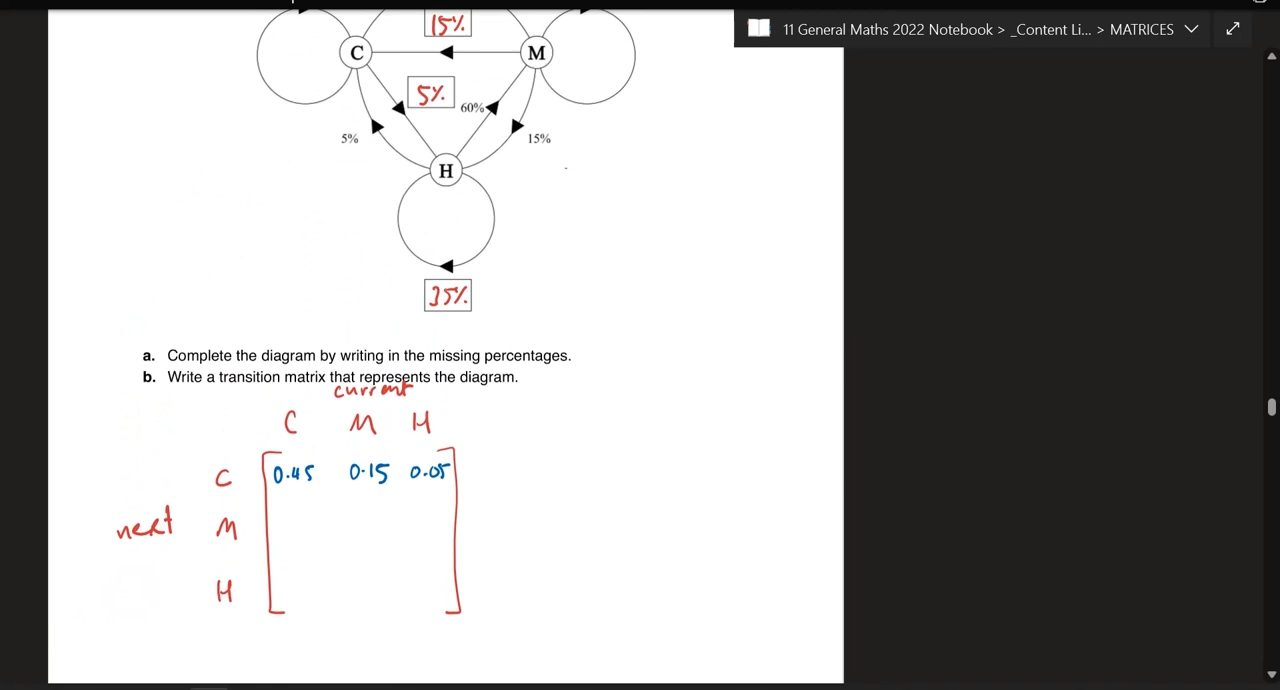 15%
11 General Maths 2022 Notebook > _Content Li... > MATRICES
C
M
5%
60%
5%
15%
H
35%
a. Complete the diagram by writing in the missing percentages.
b. Write a transition matrix that represents the diagram.
current
C M H
C 0.45 0.15 0.05
next M
H